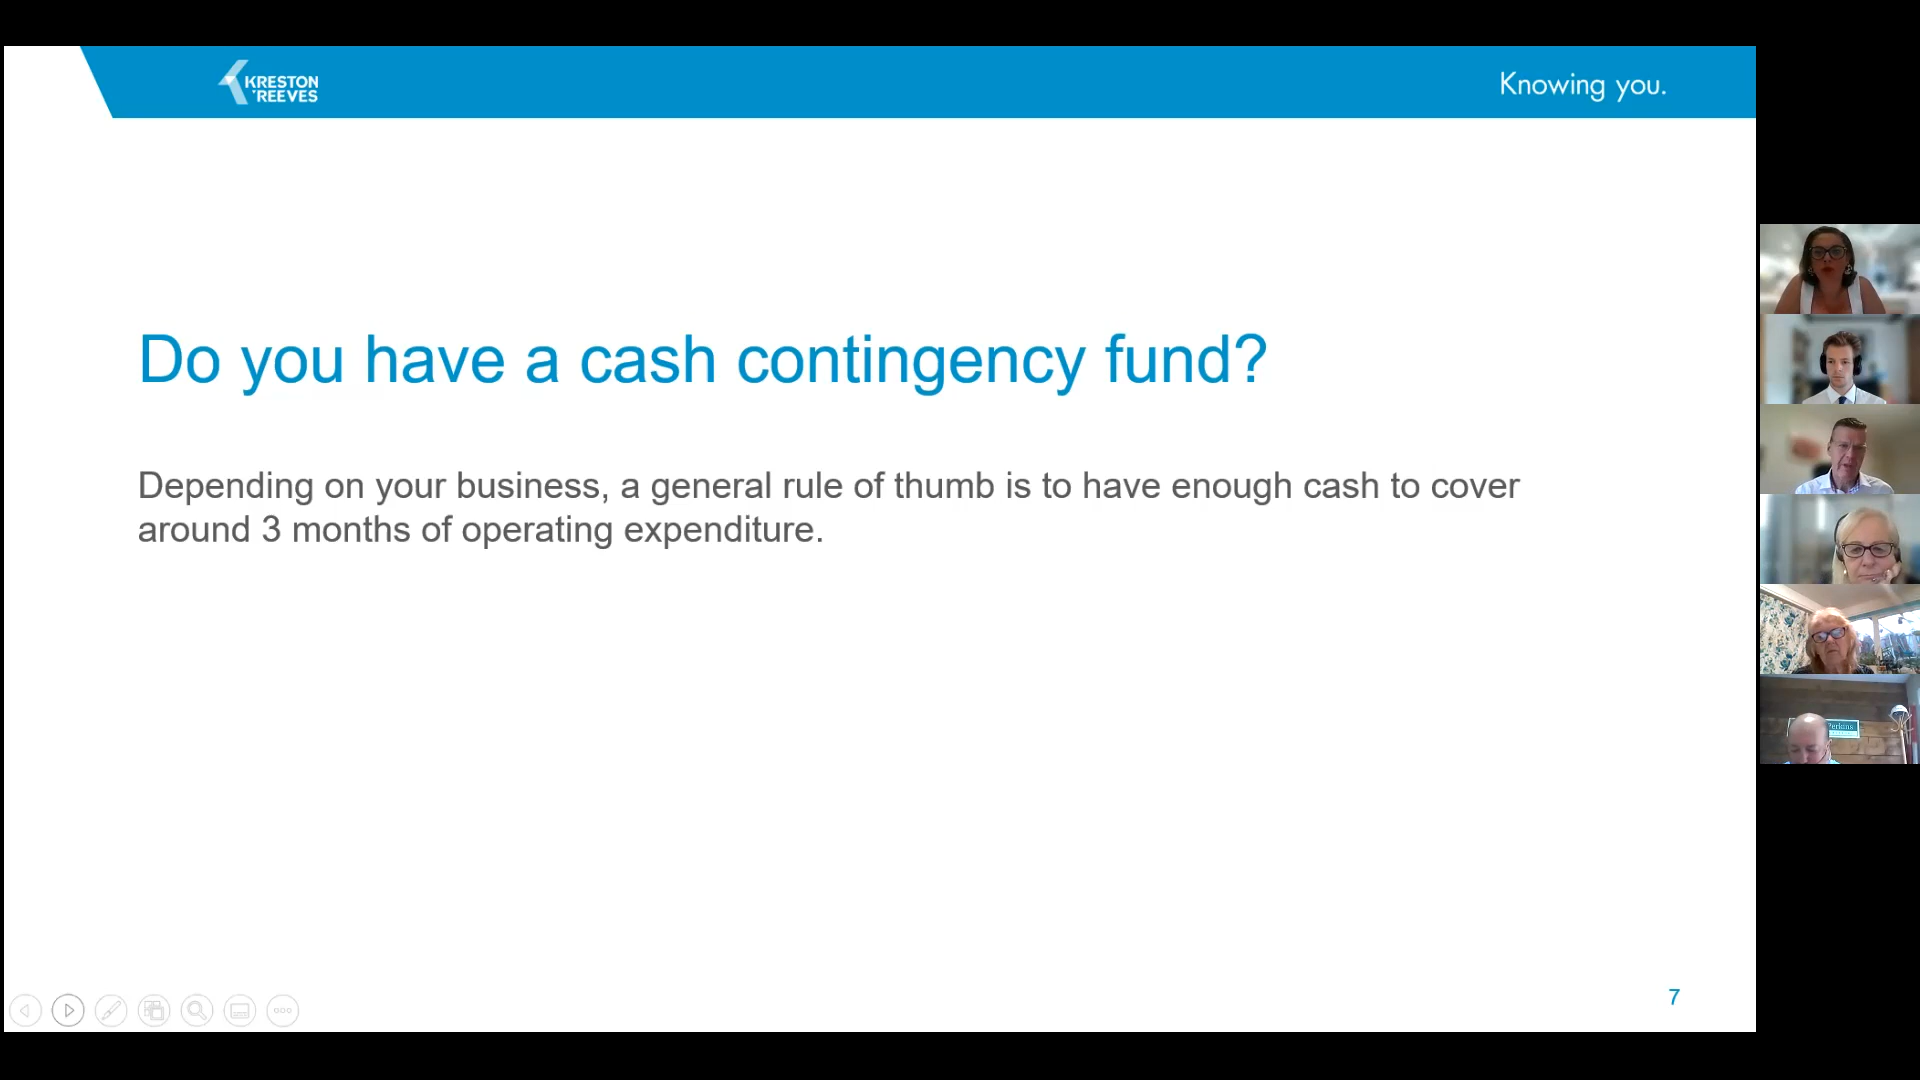 KRESTON
REEVES
Knowing you.
Do you have a cash contingency fund?
Depending on your business, a general rule of thumb is to have enough cash to cover
around 3 months of operating expenditure.
Perkins
7